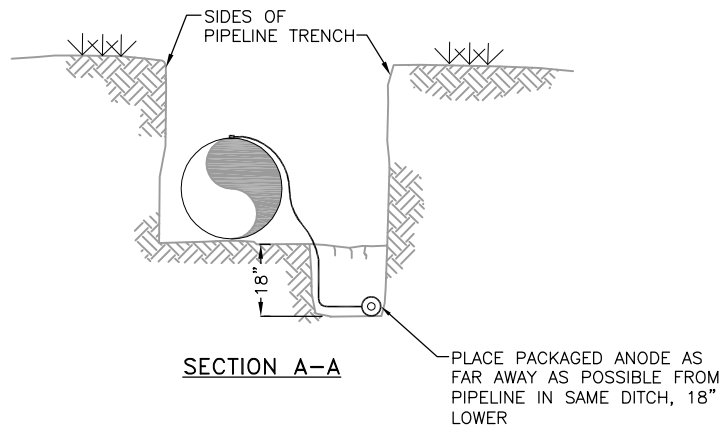 SIDES OF
PIPELINE TRENCH
18"
SECTION A-A
PLACE PACKAGED ANODE AS
FAR AWAY AS POSSIBLE FROM
PIPELINE IN SAME DITCH, 18"
LOWER